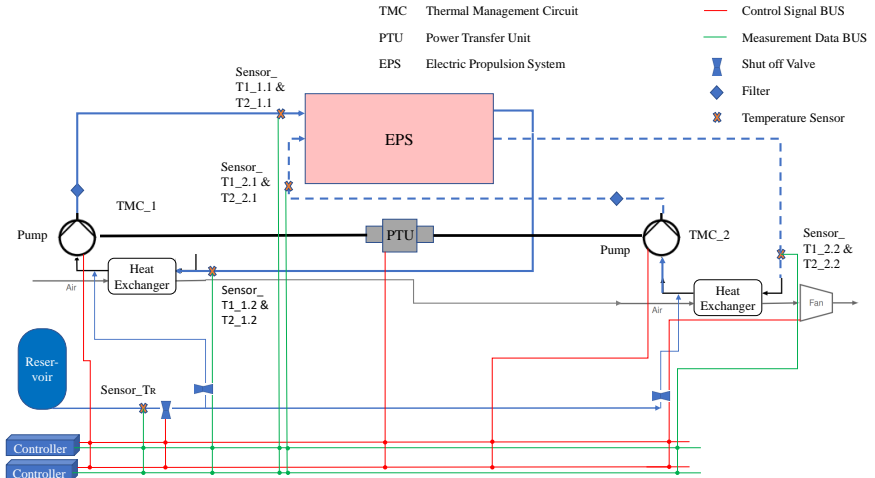 TMC Thermal Management Circuit
PTU Power Transfer Unit
EPS Electric Propulsion System
Control Signal BUS
Measurement Data BUS
Shut off Valve
Filter
Temperature Sensor
Sensor_
T1_1.1 &
T2_1.1
EPS
Sensor_
T1_2.1 &
T2_2.1
TMC_1
Pump
PTU
Pump
TMC_2
Sensor_
T1_2.2 &
T2_2.2
Air
Heat
Exchanger
Sensor_
T1_1.2 &
T2_1.2
Air
Heat
Exchanger
Fan
Reser-
voir
Sensor_TR
Controller
Controller